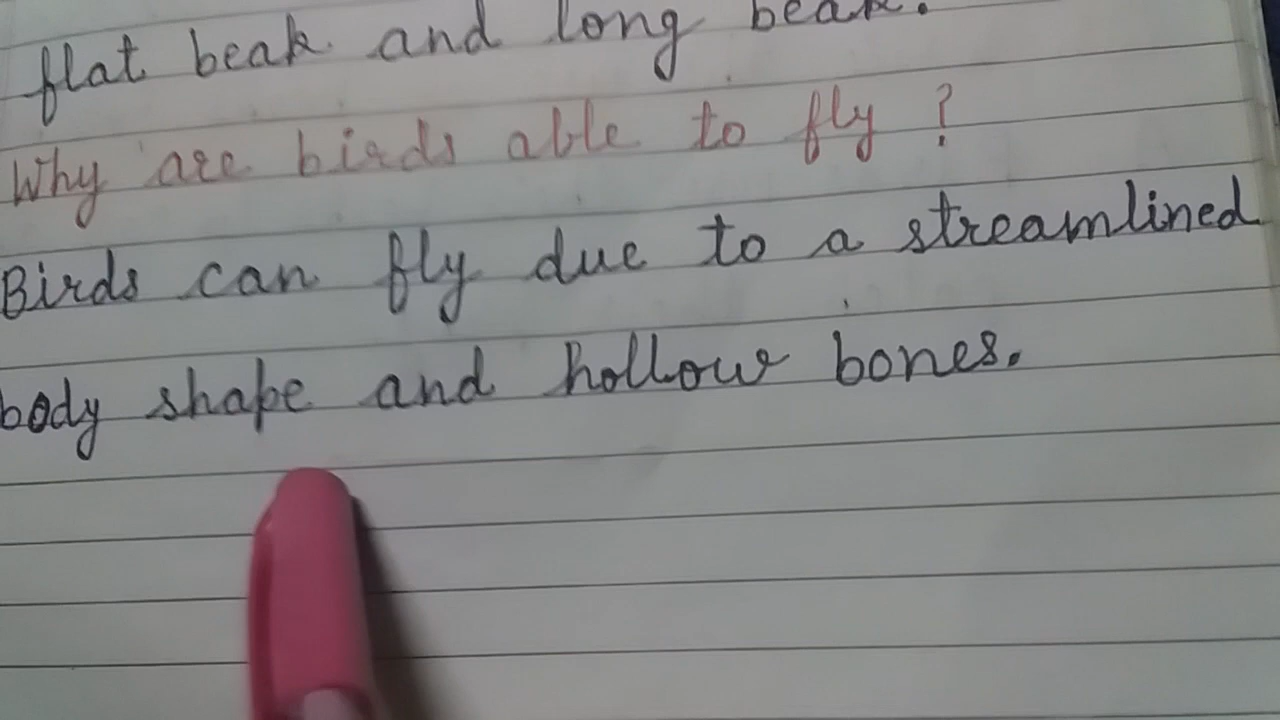 flat beak and long beak.
Why are birds able to fly ?
Birds can fly due to a streamlined
body shape and hollow bones.